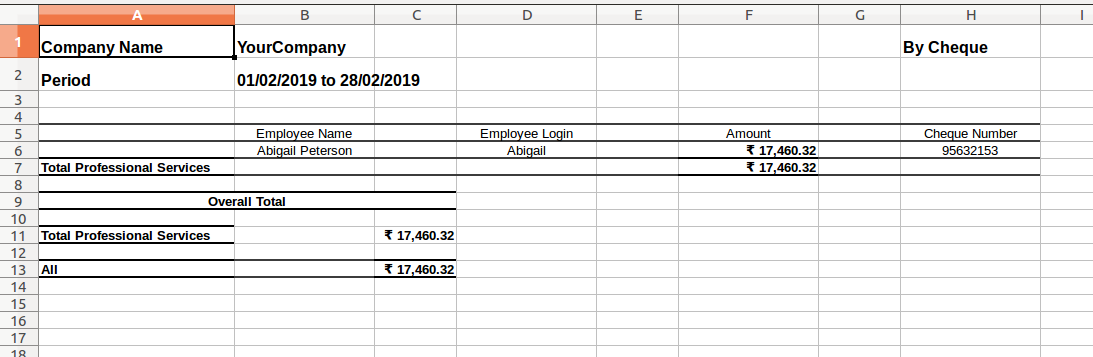 A B C D E F G H I
1 Company Name YourCompany By Cheque
2 Period 01/02/2019 to 28/02/2019
3
4
5 Employee Name Employee Login Amount Cheque Number
6 Abigail Peterson Abigail ₹ 17,460.32 95632153
7 Total Professional Services ₹ 17,460.32
8
9 Overall Total
10
11 Total Professional Services ₹ 17,460.32
12
13 All ₹ 17,460.32
14
15
16
17
18